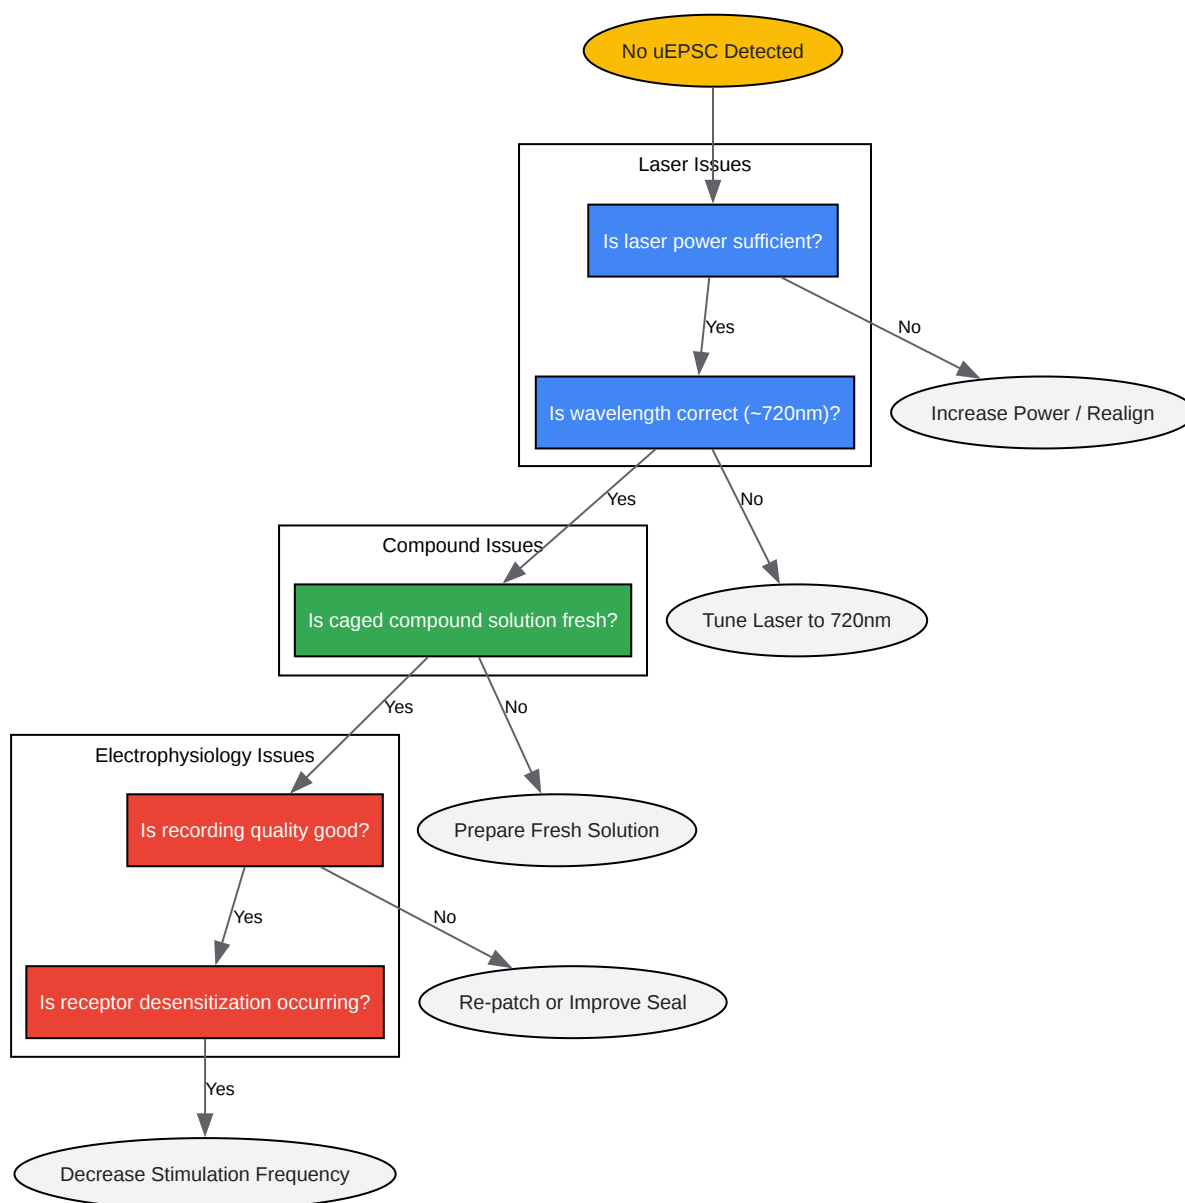 No uEPSC Detected
Laser Issues
Is laser power sufficient?
Yes
No
Is wavelength correct (~720nm)?
Increase Power / Realign
Yes
No
Compound Issues
Is caged compound solution fresh?
Tune Laser to 720nm
Yes
No
Electrophysiology Issues
Is recording quality good?
Prepare Fresh Solution
Yes
No
Is receptor desensitization occurring?
Re-patch or Improve Seal
Yes
Decrease Stimulation Frequency